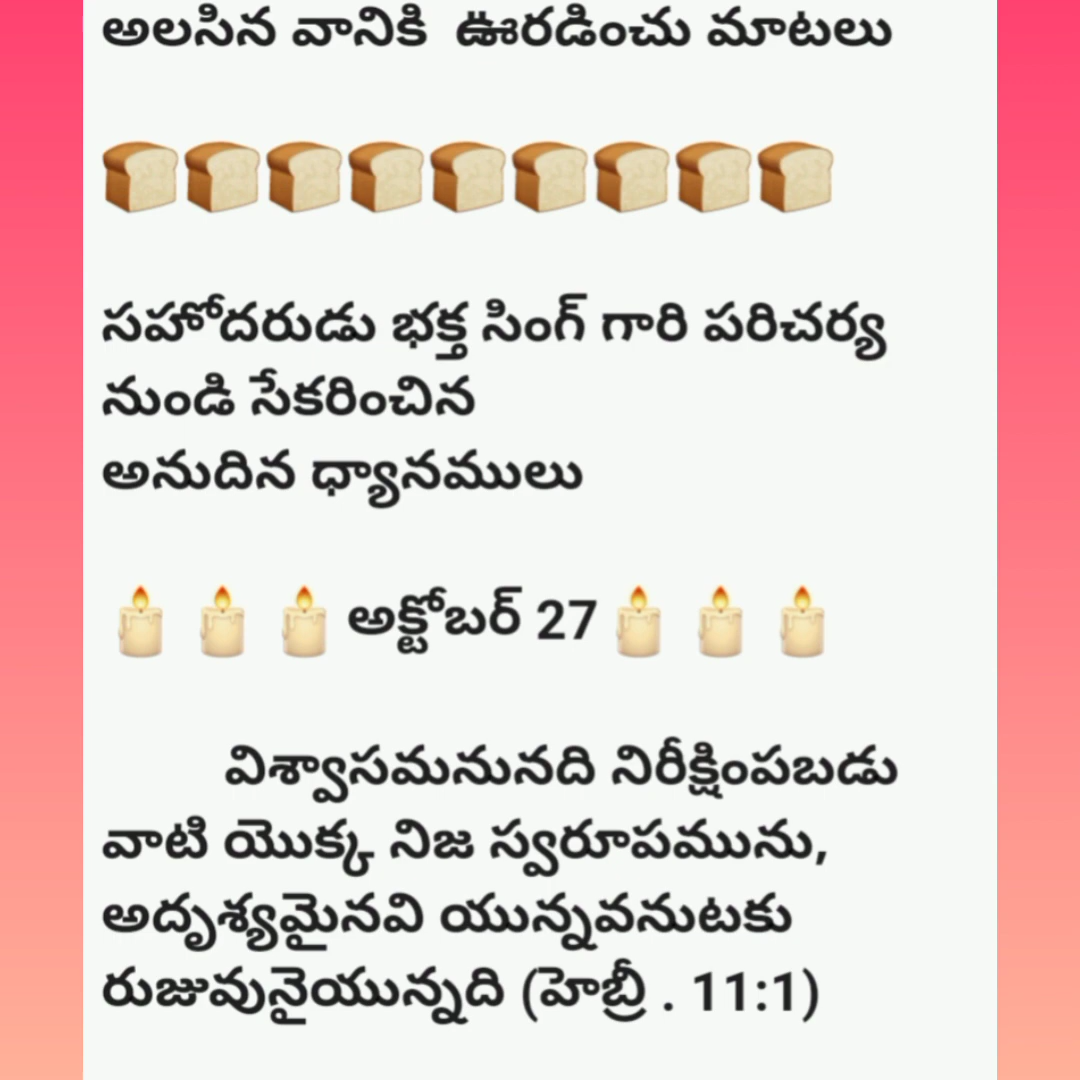 అలసిన వానికి ఊరడించు మాటలు
🍞🍞🍞🍞🍞🍞🍞🍞🍞
సహోదరుడు భక్త సింగ్ గారి పరిచర్య
నుండి సేకరించిన
అనుదిన ధ్యానములు
🕯️ 🕯️ 🕯️ అక్టోబర్ 27 🕯️ 🕯️ 🕯️
విశ్వాసమనునది నిరీక్షింపబడు
వాటి యొక్క నిజ స్వరూపమును,
అదృశ్యమైనవి యున్నవనుటకు
రుజువునైయున్నది (హెబ్రీ . 11:1)